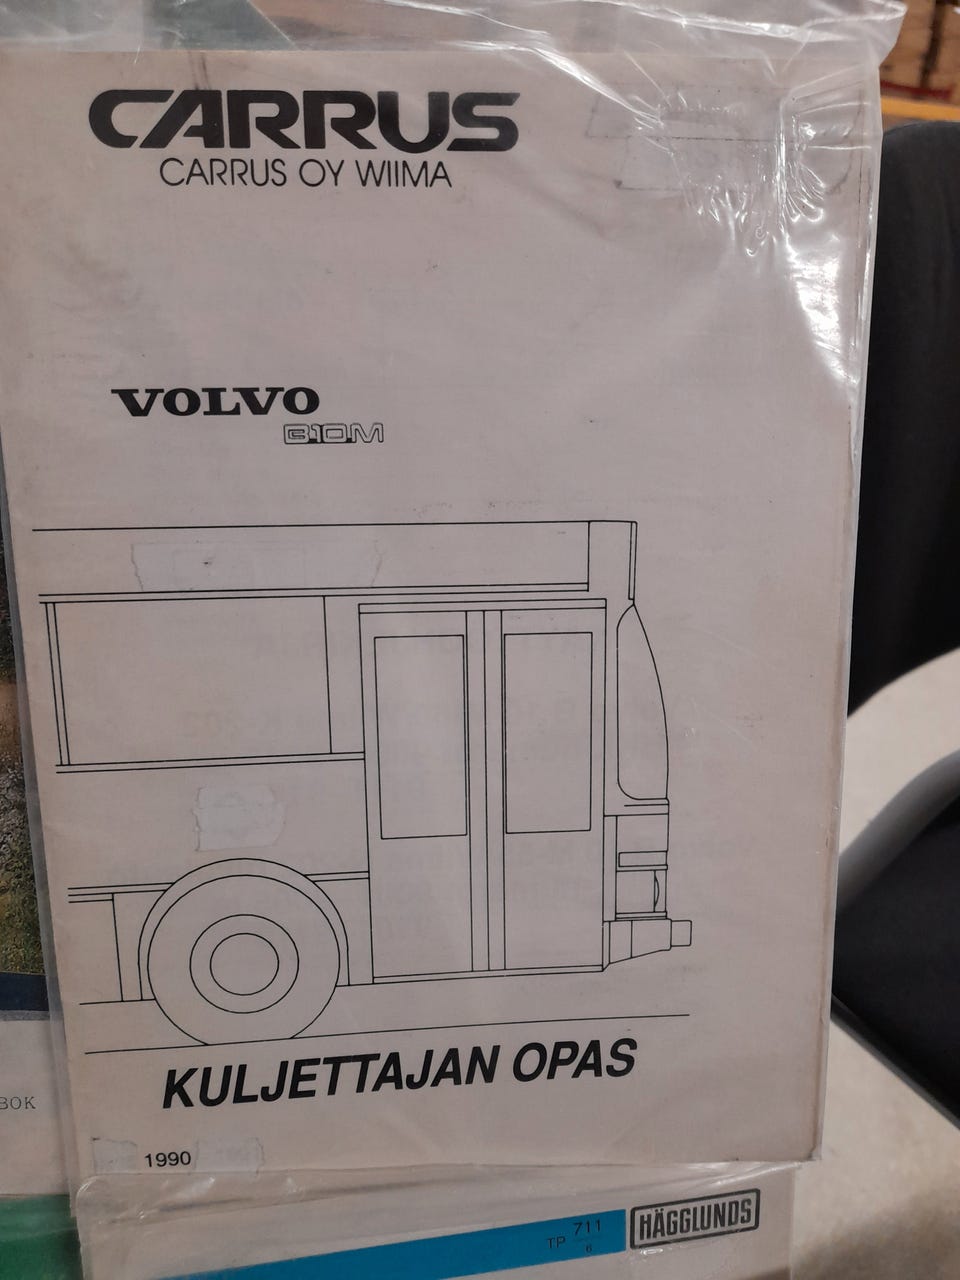 CARRUS
CARRUS OY WIIMA
VOLVO
B10M
KULJETTAJAN OPAS
1990
BOK
TP 711
6
HÄGGLUNDS